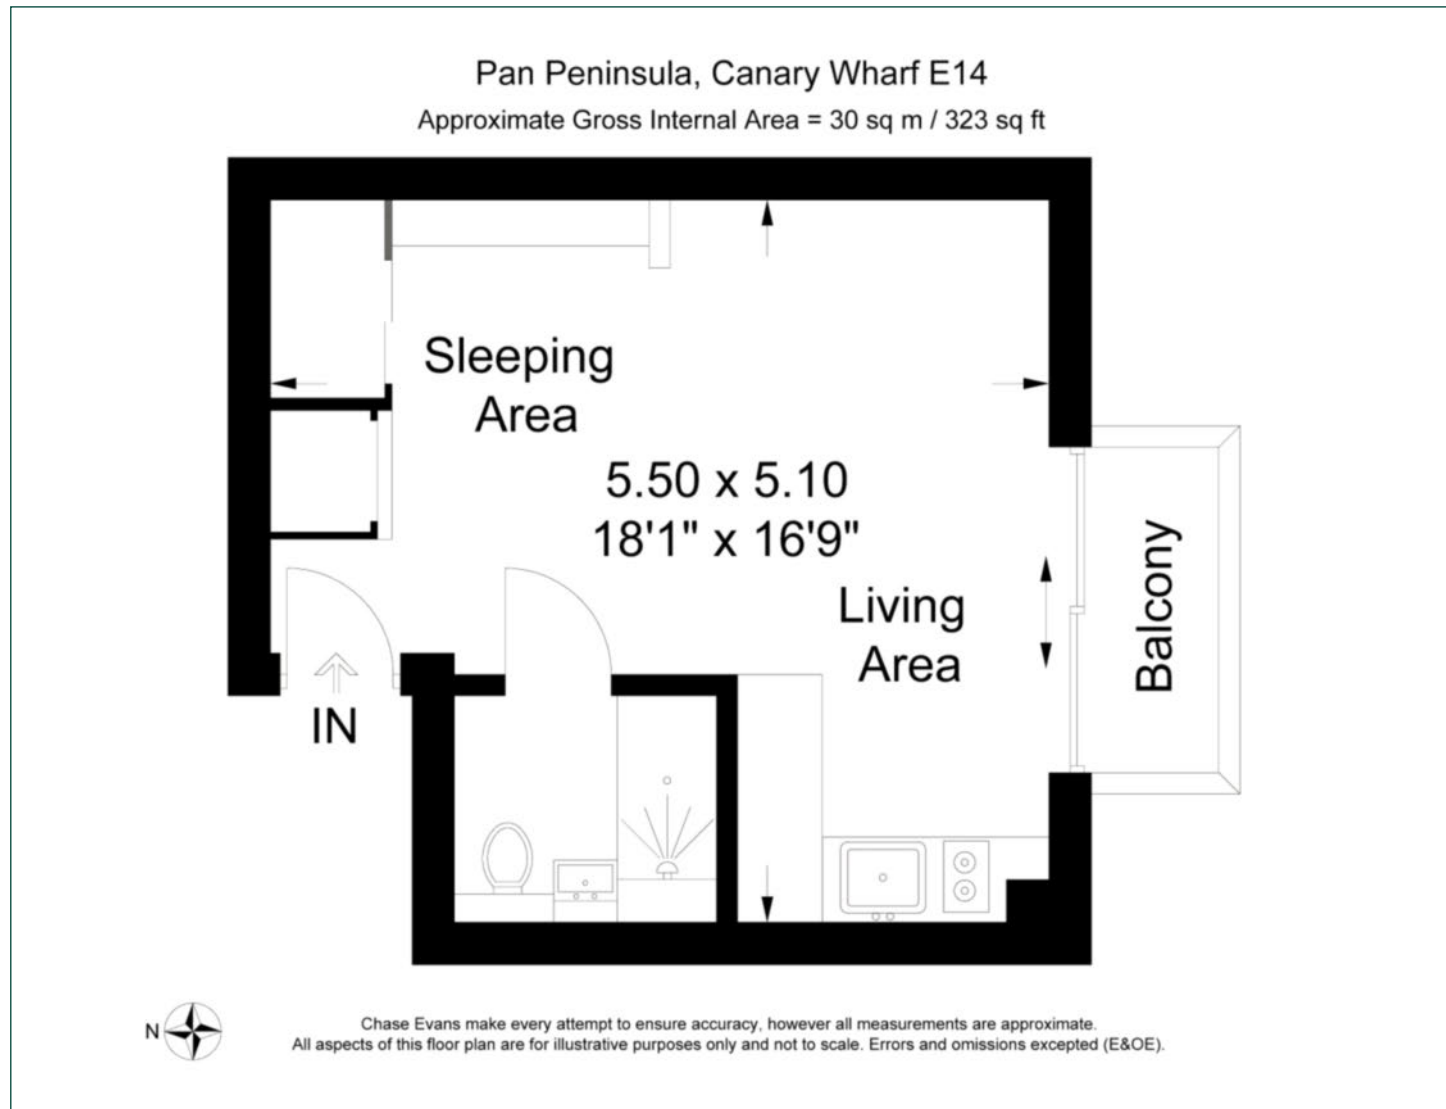 Pan Peninsula, Canary Wharf E14
Approximate Gross Internal Area = 30 sq m / 323 sq ft
Sleeping
Area
5.50 x 5.10
18'1" x 16'9"
Living
Area
Balcony
IN
N
Chase Evans make every attempt to ensure accuracy, however all measurements are approximate.
All aspects of this floor plan are for illustrative purposes only and not to scale. Errors and omissions excepted (E&OE).